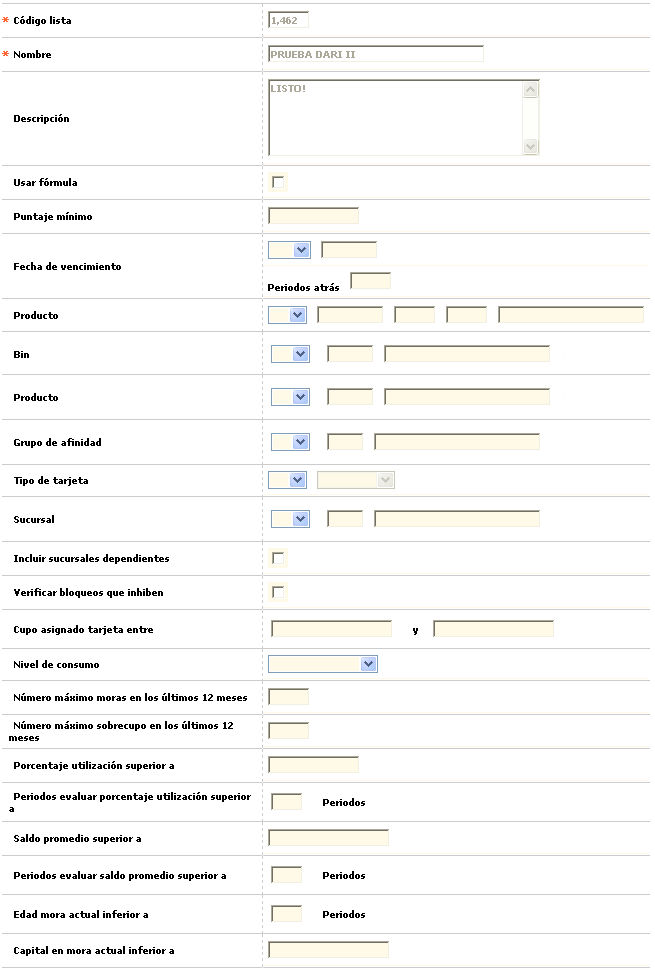 * Código lista 1,462
* Nombre PRUEBA DARI II
Descripción LISTO!
Usar fórmula
Puntaje mínimo
Fecha de vencimiento
Periodos atrás
Producto
Bin
Producto
Grupo de afinidad
Tipo de tarjeta
Sucursal
Incluir sucursales dependientes
Verificar bloqueos que inhiben
Cupo asignado tarjeta entre y
Nivel de consumo
Número máximo moras en los últimos 12 meses
Número máximo sobrecupo en los últimos 12
meses
Porcentaje utilización superior a
Periodos evaluar porcentaje utilización superior
a Periodos
Saldo promedio superior a
Periodos evaluar saldo promedio superior a Periodos
Edad mora actual inferior a Periodos
Capital en mora actual inferior a